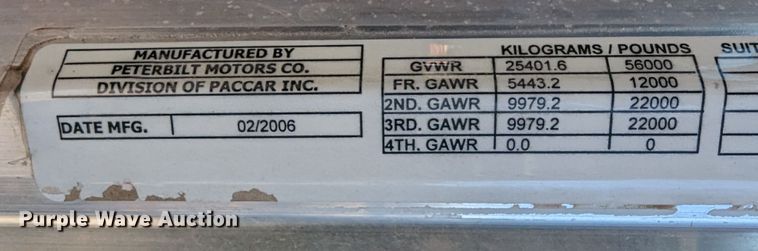 MANUFACTURED BY
PETERBILT MOTORS CO.
DIVISION OF PACCAR INC.
DATE MFG. 02/2006
KILOGRAMS / POUNDS
GVWR 25401.6 56000
FR. GAWR 5443.2 12000
2ND. GAWR 9979.2 22000
3RD. GAWR 9979.2 22000
4TH. GAWR 0.0 0
SUIT
Purple Wave Auction